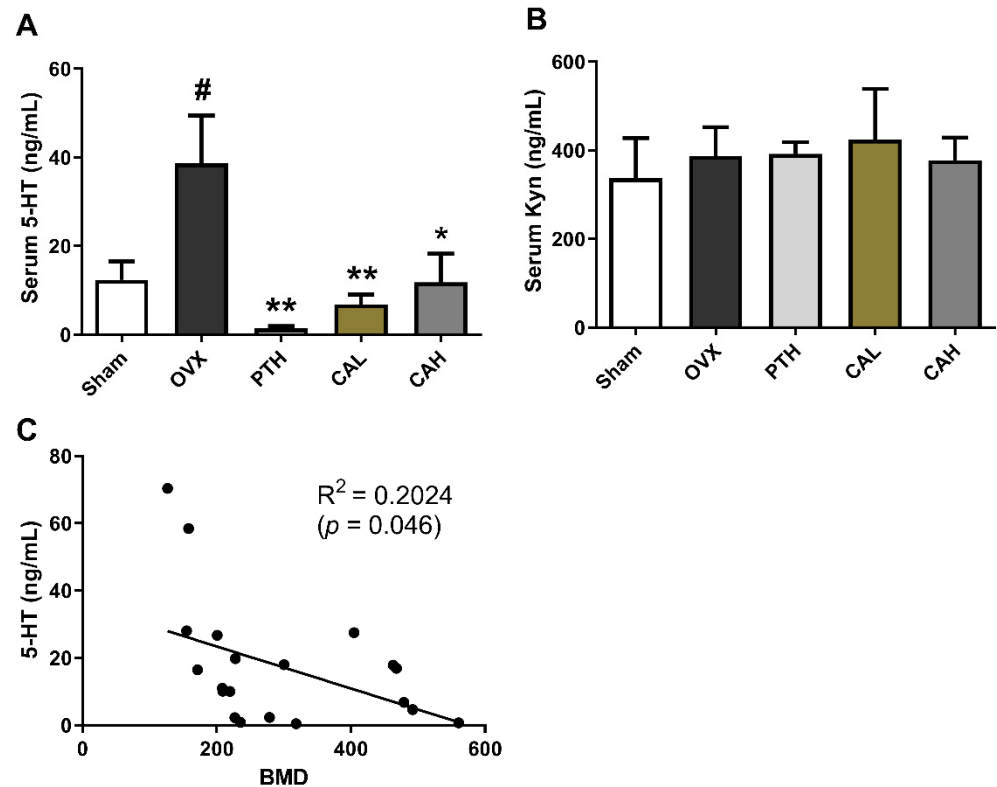 A
Serum 5-HT (ng/mL)
60
40
20
0
#
**
**
*
Sham
OVX
PTH
CAL
CAH
B
Serum Kyn (ng/mL)
600
400
200
0
Sham
OVX
PTH
CAL
CAH
C
5-HT (ng/mL)
80
60
40
20
0
R² = 0.2024
(p = 0.046)
0
200
400
600
BMD